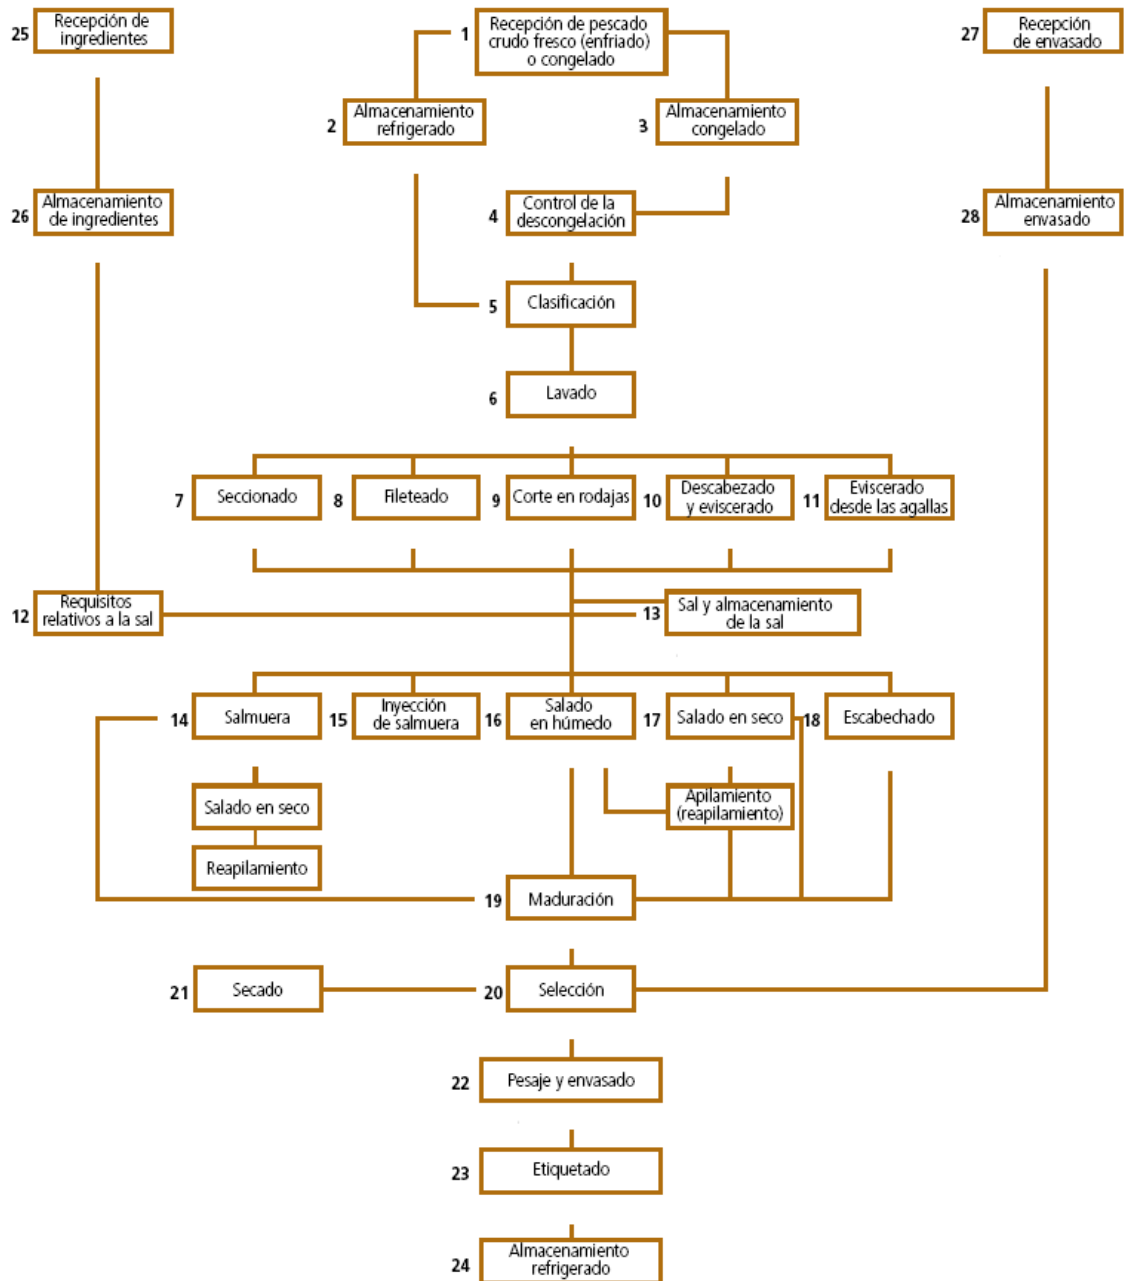 25
Recepción de
ingredientes
1
Recepción de pescado
crudo fresco (enfriado)
o congelado
27
Recepción
de envasado
2
Almacenamiento
refrigerado
3
Almacenamiento
congelado
26
Almacenamiento
de ingredientes
4
Control de la
descongelación
28
Almacenamiento
envasado
5
Clasificación
6
Lavado
7
Seccionado
8
Fileteado
9
Corte en rodajas
10
Descabezado
y eviscerado
11
Eviscerado
desde las agallas
12
Requisitos
relativos a la sal
13
Sal y almacenamiento
de la sal
14
Salmuera
15
Inyección
de salmuera
16
Salado
en húmedo
17
Salado en seco
18
Escabechado
Salado en seco
Apilamiento
(reapilamiento)
Reapilamiento
19
Maduración
21
Secado
20
Selección
22
Pesaje y envasado
23
Etiquetado
24
Almacenamiento
refrigerado